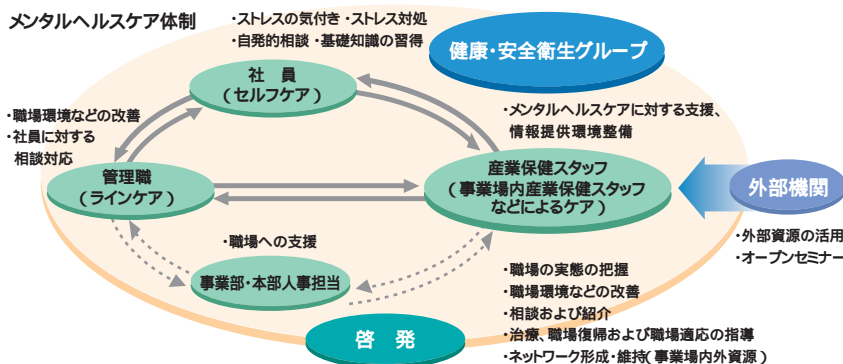 メンタルヘルスケア体制
・ストレスの気付き・ストレス対処
・自発的相談・基礎知識の習得
健康・安全衛生グループ
社 員
(セルフケア)
・職場環境などの改善
・社員に対する
相談対応
・メンタルヘルスケアに対する支援、
情報提供環境整備
管理職
(ラインケア)
産業保健スタッフ
(事業場内産業保健スタッフ
などによるケア)
外部機関
・外部資源の活用
・オープンセミナー
・職場への支援
事業部・本部人事担当
・職場の実態の把握
・職場環境などの改善
・相談および紹介
・治療、職場復帰および職場適応の指導
・ネットワーク形成・維持(事業場内外資源)
啓 発